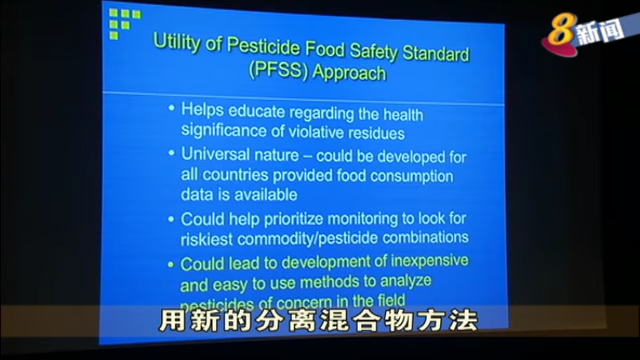 8新闻
Utility of Pesticide Food Safety Standard
(PFSS) Approach
• Helps educate regarding the health
significance of violative residues
• Universal nature – could be developed for
all countries provided food consumption
data is available
• Could help prioritize monitoring to look for
riskiest commodity/pesticide combinations
• Could lead to development of inexpensive
and easy to use methods to analyze
pesticides of concern in the field
用新的分离混合物方法